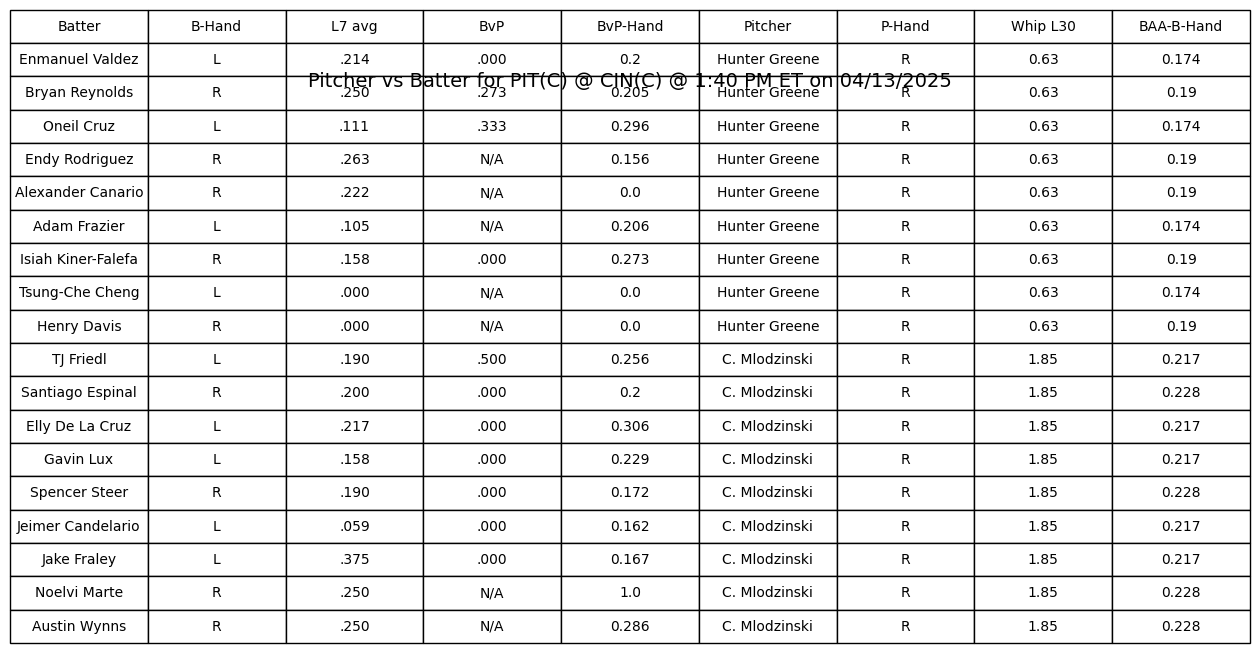 Batter B-Hand L7 avg BvP BvP-Hand Pitcher P-Hand Whip L30 BAA-B-Hand
Enmanuel Valdez L .214 .000 0.2 Hunter Greene R 0.63 0.174
Pitcher vs Batter for PIT(C) @ CIN(C) @ 1:40 PM ET on 04/13/2025
Bryan Reynolds R .250 .273 0.205 Hunter Greene R 0.63 0.19
Oneil Cruz L .111 .333 0.296 Hunter Greene R 0.63 0.174
Endy Rodriguez R .263 N/A 0.156 Hunter Greene R 0.63 0.19
Alexander Canario R .222 N/A 0.0 Hunter Greene R 0.63 0.19
Adam Frazier L .105 N/A 0.206 Hunter Greene R 0.63 0.174
Isiah Kiner-Falefa R .158 .000 0.273 Hunter Greene R 0.63 0.19
Tsung-Che Cheng L .000 N/A 0.0 Hunter Greene R 0.63 0.174
Henry Davis R .000 N/A 0.0 Hunter Greene R 0.63 0.19
TJ Friedl L .190 .500 0.256 C. Mlodzinski R 1.85 0.217
Santiago Espinal R .200 .000 0.2 C. Mlodzinski R 1.85 0.228
Elly De La Cruz L .217 .000 0.306 C. Mlodzinski R 1.85 0.217
Gavin Lux L .158 .000 0.229 C. Mlodzinski R 1.85 0.217
Spencer Steer R .190 .000 0.172 C. Mlodzinski R 1.85 0.228
Jeimer Candelario L .059 .000 0.162 C. Mlodzinski R 1.85 0.217
Jake Fraley L .375 .000 0.167 C. Mlodzinski R 1.85 0.217
Noelvi Marte R .250 N/A 1.0 C. Mlodzinski R 1.85 0.228
Austin Wynns R .250 N/A 0.286 C. Mlodzinski R 1.85 0.228